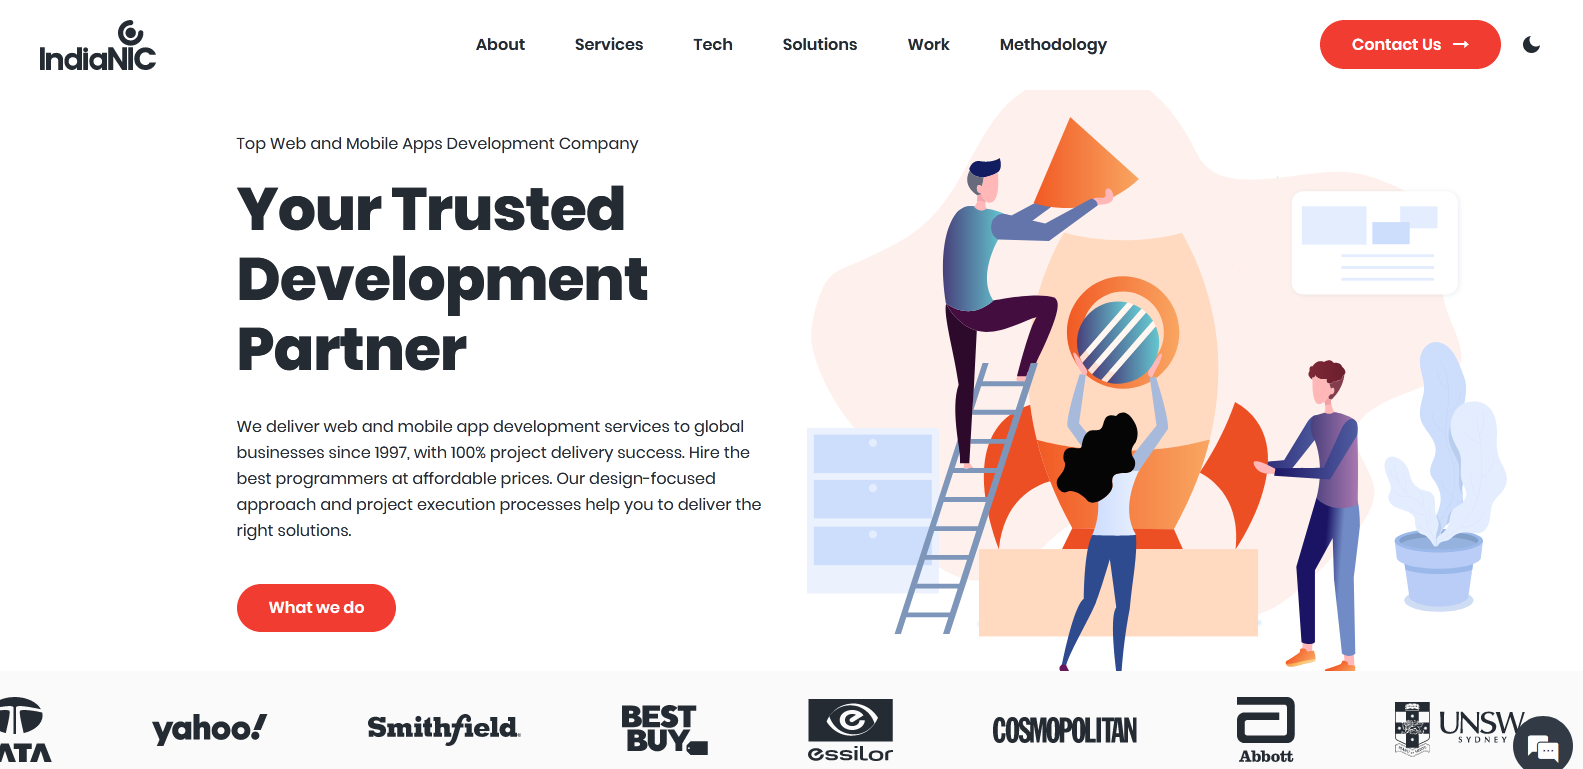 IndiaNIC
About Services Tech Solutions Work Methodology
Contact Us →
Top Web and Mobile Apps Development Company
Your Trusted
Development
Partner
We deliver web and mobile app development services to global
businesses since 1997, with 100% project delivery success. Hire the
best programmers at affordable prices. Our design-focused
approach and project execution processes help you to deliver the
right solutions.
What we do
TATA
yahoo!
Smithfield
BEST
BUY
essilor
COSMOPOLITAN
Abbott
UNSW
SYDNEY